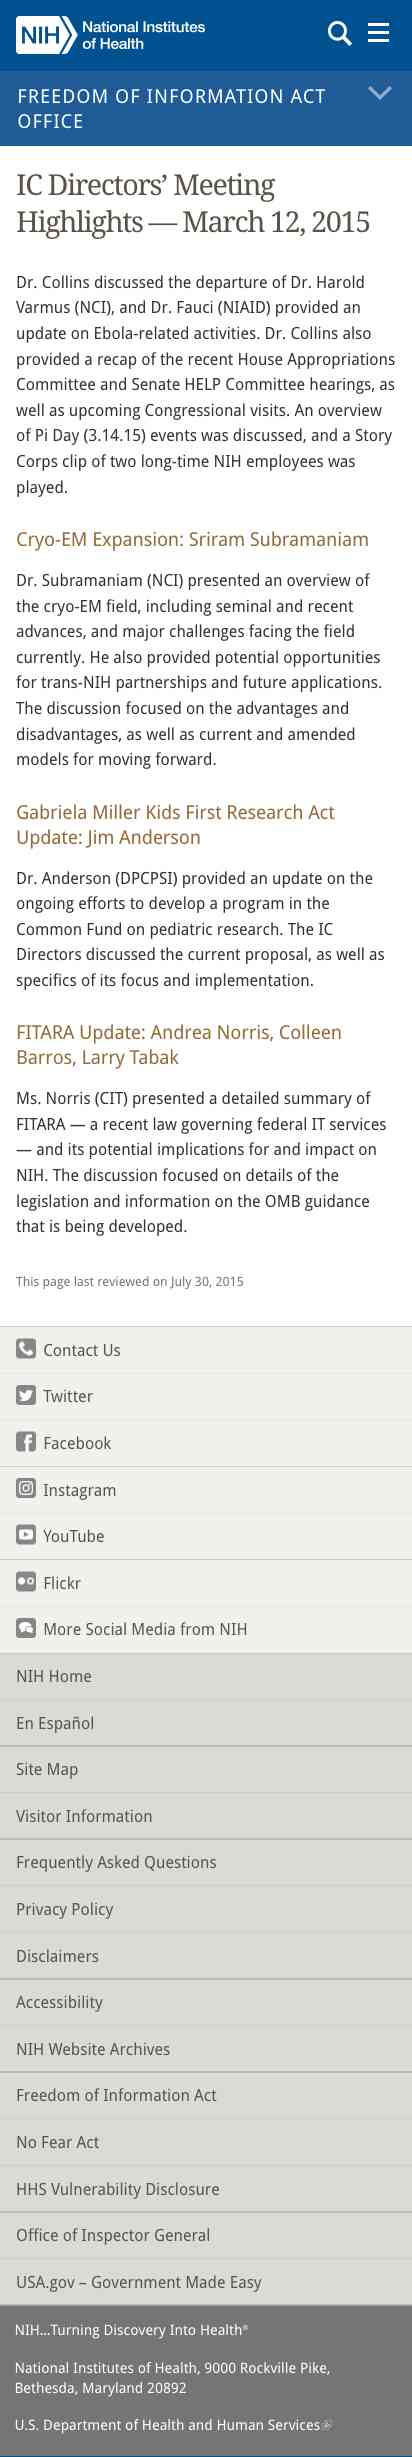 NIH National Institutes
of Health
FREEDOM OF INFORMATION ACT
OFFICE
IC Directors’ Meeting
Highlights — March 12, 2015
Dr. Collins discussed the departure of Dr. Harold
Varmus (NCI), and Dr. Fauci (NIAID) provided an
update on Ebola-related activities. Dr. Collins also
provided a recap of the recent House Appropriations
Committee and Senate HELP Committee hearings, as
well as upcoming Congressional visits. An overview
of Pi Day (3.14.15) events was discussed, and a Story
Corps clip of two long-time NIH employees was
played.
Cryo-EM Expansion: Sriram Subramaniam
Dr. Subramaniam (NCI) presented an overview of
the cryo-EM field, including seminal and recent
advances, and major challenges facing the field
currently. He also provided potential opportunities
for trans-NIH partnerships and future applications.
The discussion focused on the advantages and
disadvantages, as well as current and amended
models for moving forward.
Gabriela Miller Kids First Research Act
Update: Jim Anderson
Dr. Anderson (DPCPSI) provided an update on the
ongoing efforts to develop a program in the
Common Fund on pediatric research. The IC
Directors discussed the current proposal, as well as
specifics of its focus and implementation.
FITARA Update: Andrea Norris, Colleen
Barros, Larry Tabak
Ms. Norris (CIT) presented a detailed summary of
FITARA — a recent law governing federal IT services
— and its potential implications for and impact on
NIH. The discussion focused on details of the
legislation and information on the OMB guidance
that is being developed.
This page last reviewed on July 30, 2015
Contact Us
Twitter
Facebook
Instagram
YouTube
Flickr
More Social Media from NIH
NIH Home
En Español
Site Map
Visitor Information
Frequently Asked Questions
Privacy Policy
Disclaimers
Accessibility
NIH Website Archives
Freedom of Information Act
No Fear Act
HHS Vulnerability Disclosure
Office of Inspector General
USA.gov – Government Made Easy
NIH…Turning Discovery Into Health®
National Institutes of Health, 9000 Rockville Pike,
Bethesda, Maryland 20892
U.S. Department of Health and Human Services